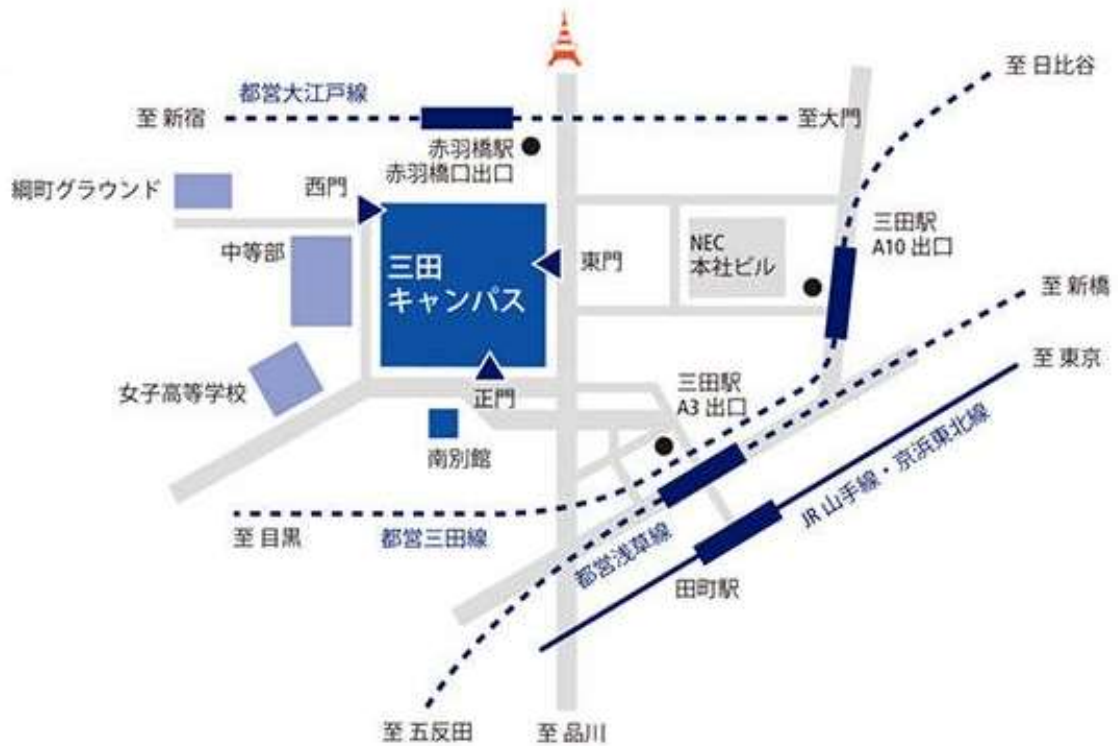 至 日比谷
都営大江戸線
至 新宿
至大門
赤羽橋駅
赤羽橋口出口
綱町グラウンド
西門
三田駅
A10 出口
中等部
三田
キャンパス
東門
NEC
本社ビル
至 新橋
至 東京
女子高等学校
正門
三田駅
A3 出口
南別館
JR 山手線・京浜東北線
至 目黒
都営三田線
都営浅草線
田町駅
至 五反田
至 品川